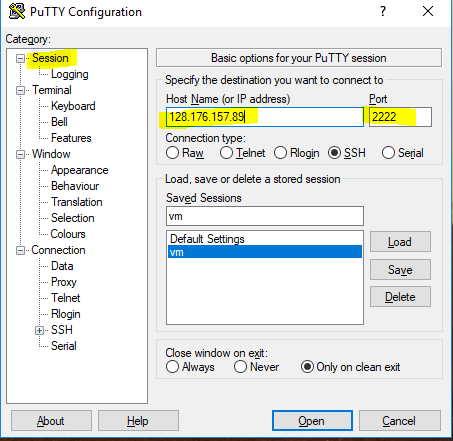 PuTTY Configuration
Category:
Session
Logging
Terminal
Keyboard
Bell
Features
Window
Appearance
Behaviour
Translation
Selection
Colours
Connection
Data
Proxy
Telnet
Rlogin
SSH
Serial
Basic options for your PuTTY session
Specify the destination you want to connect to
Host Name (or IP address) Port
128.176.157.89 2222
Connection type:
Raw Telnet Rlogin SSH Serial
Load, save or delete a stored session
Saved Sessions
vm
Default Settings
vm
Load
Save
Delete
Close window on exit:
Always Never Only on clean exit
About Help Open Cancel